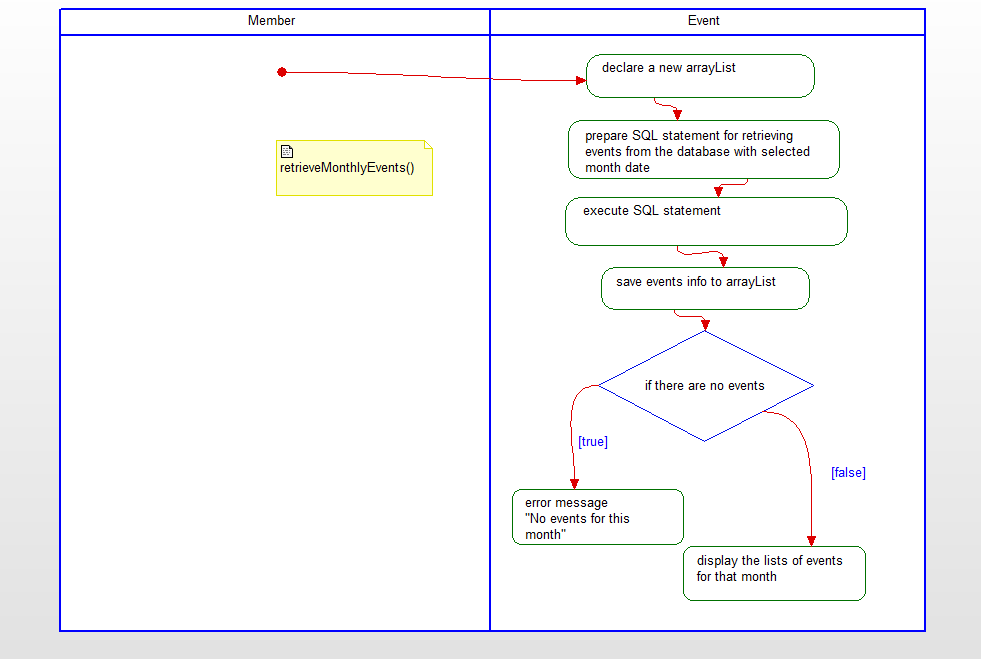 Member
Event
declare a new arrayList
prepare SQL statement for retrieving
events from the database with selected
month date
retrieveMonthlyEvents()
execute SQL statement
save events info to arrayList
if there are no events
[true]
[false]
error message
"No events for this
month"
display the lists of events
for that month